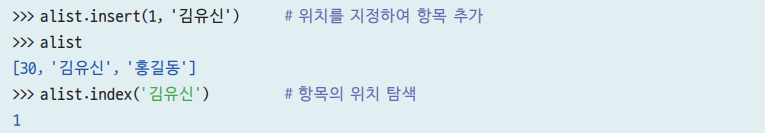 >>> alist.insert(1, '김유신')    # 위치를 지정하여 항목 추가
>>> alist
[30, '김유신', '홍길동']
>>> alist.index('김유신')    # 항목의 위치 탐색
1